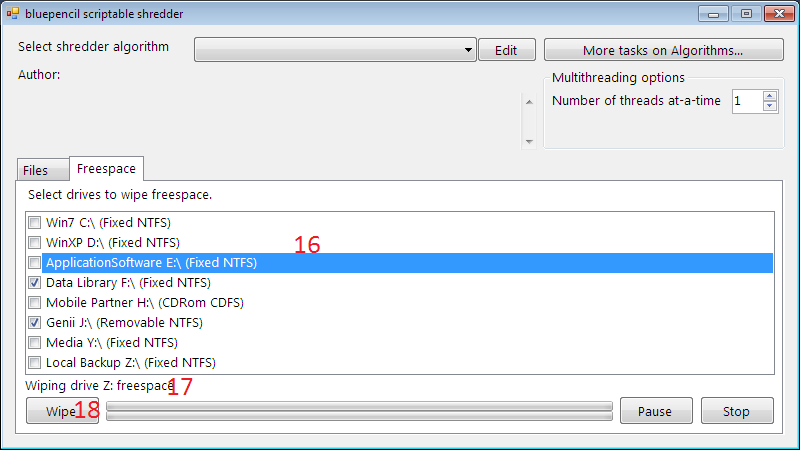 bluepencil scriptable shredder
Select shredder algorithm
Edit
More tasks on Algorithms...
Author:
Multithreading options
Number of threads at-a-time
1
Files
Freespace
Select drives to wipe freespace.
Win7 C:\ (Fixed NTFS)
WinXP D:\ (Fixed NTFS)
16
ApplicationSoftware E:\ (Fixed NTFS)
Data Library F:\ (Fixed NTFS)
Mobile Partner H:\ (CDRom CDFS)
Genii J:\ (Removable NTFS)
Media Y:\ (Fixed NTFS)
Local Backup Z:\ (Fixed NTFS)
Wiping drive Z: freespace
17
Wipe
18
Pause
Stop